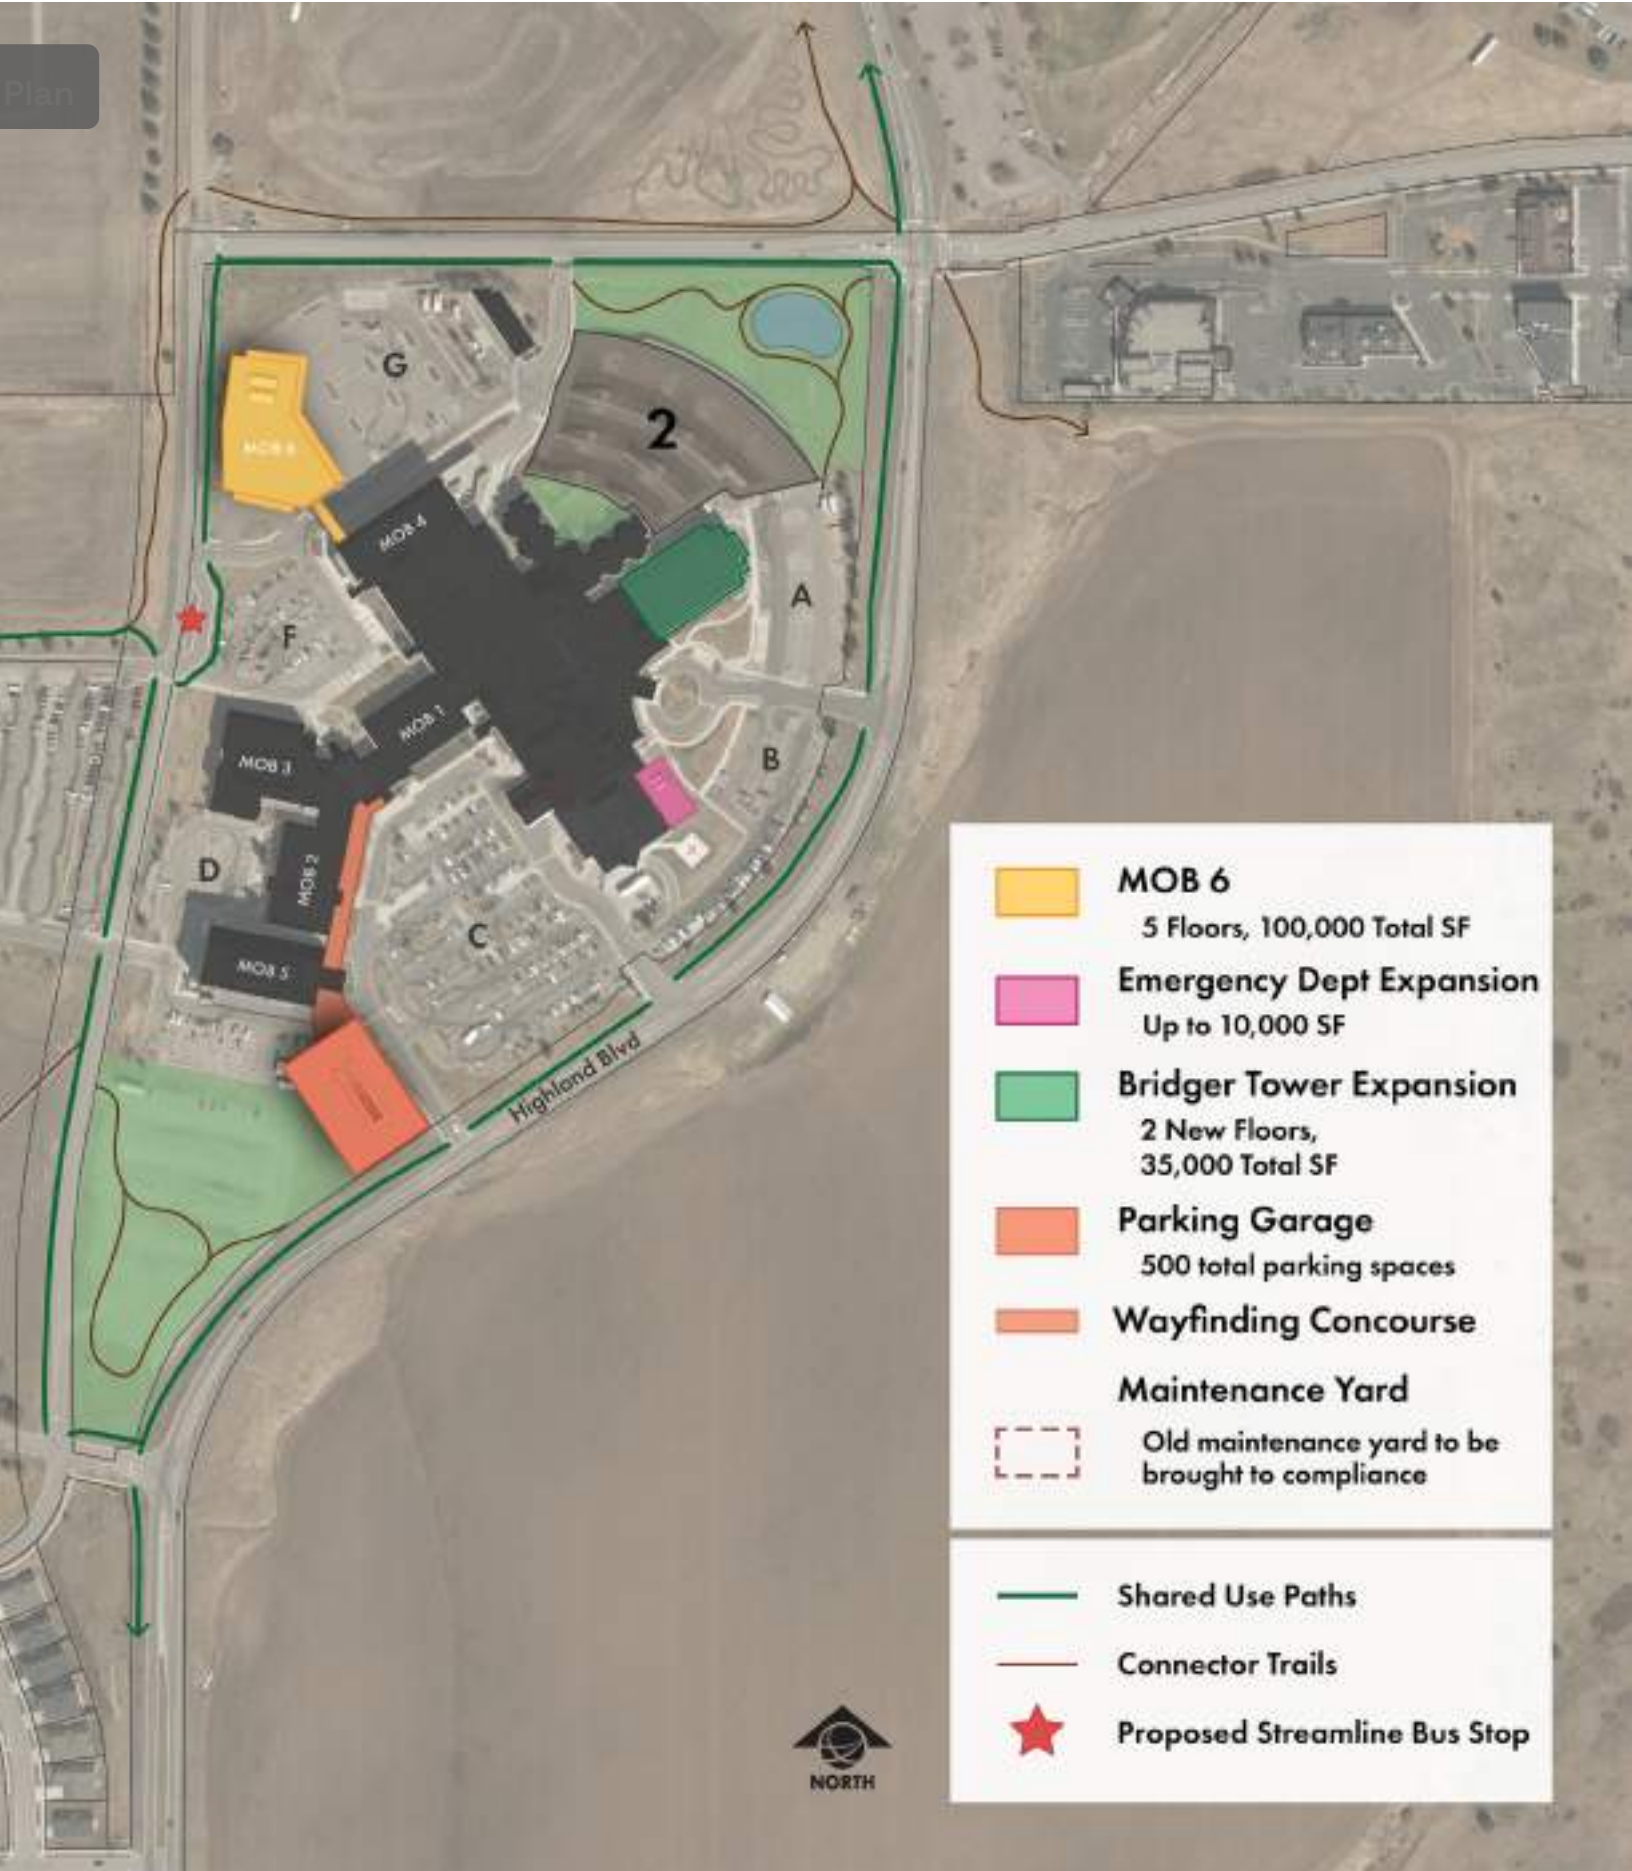 Plan
G
2
MOB 6
MOB 4
A
F
MOB 1
B
MOB 3
D
MOB 2
C
MOB 5
Highland Blvd
MOB 6
5 Floors, 100,000 Total SF
Emergency Dept Expansion
Up to 10,000 SF
Bridger Tower Expansion
2 New Floors,
35,000 Total SF
Parking Garage
500 total parking spaces
Wayfinding Concourse
Maintenance Yard
Old maintenance yard to be
brought to compliance
Shared Use Paths
Connector Trails
Proposed Streamline Bus Stop
NORTH